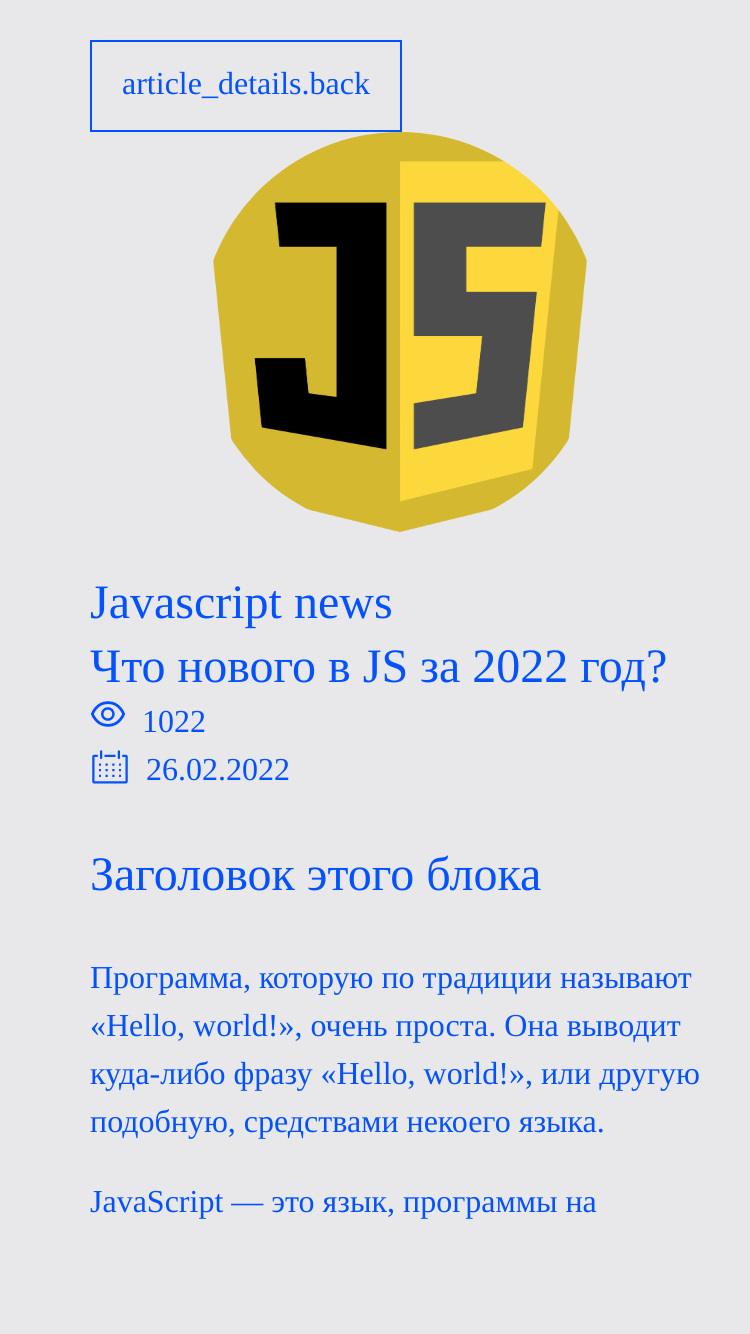 article_details.back
JS
Javascript news
Что нового в JS за 2022 год?
1022
26.02.2022
Заголовок этого блока
Программа, которую по традиции называют
«Hello, world!», очень проста. Она выводит
куда-либо фразу «Hello, world!», или другую
подобную, средствами некоего языка.
JavaScript — это язык, программы на